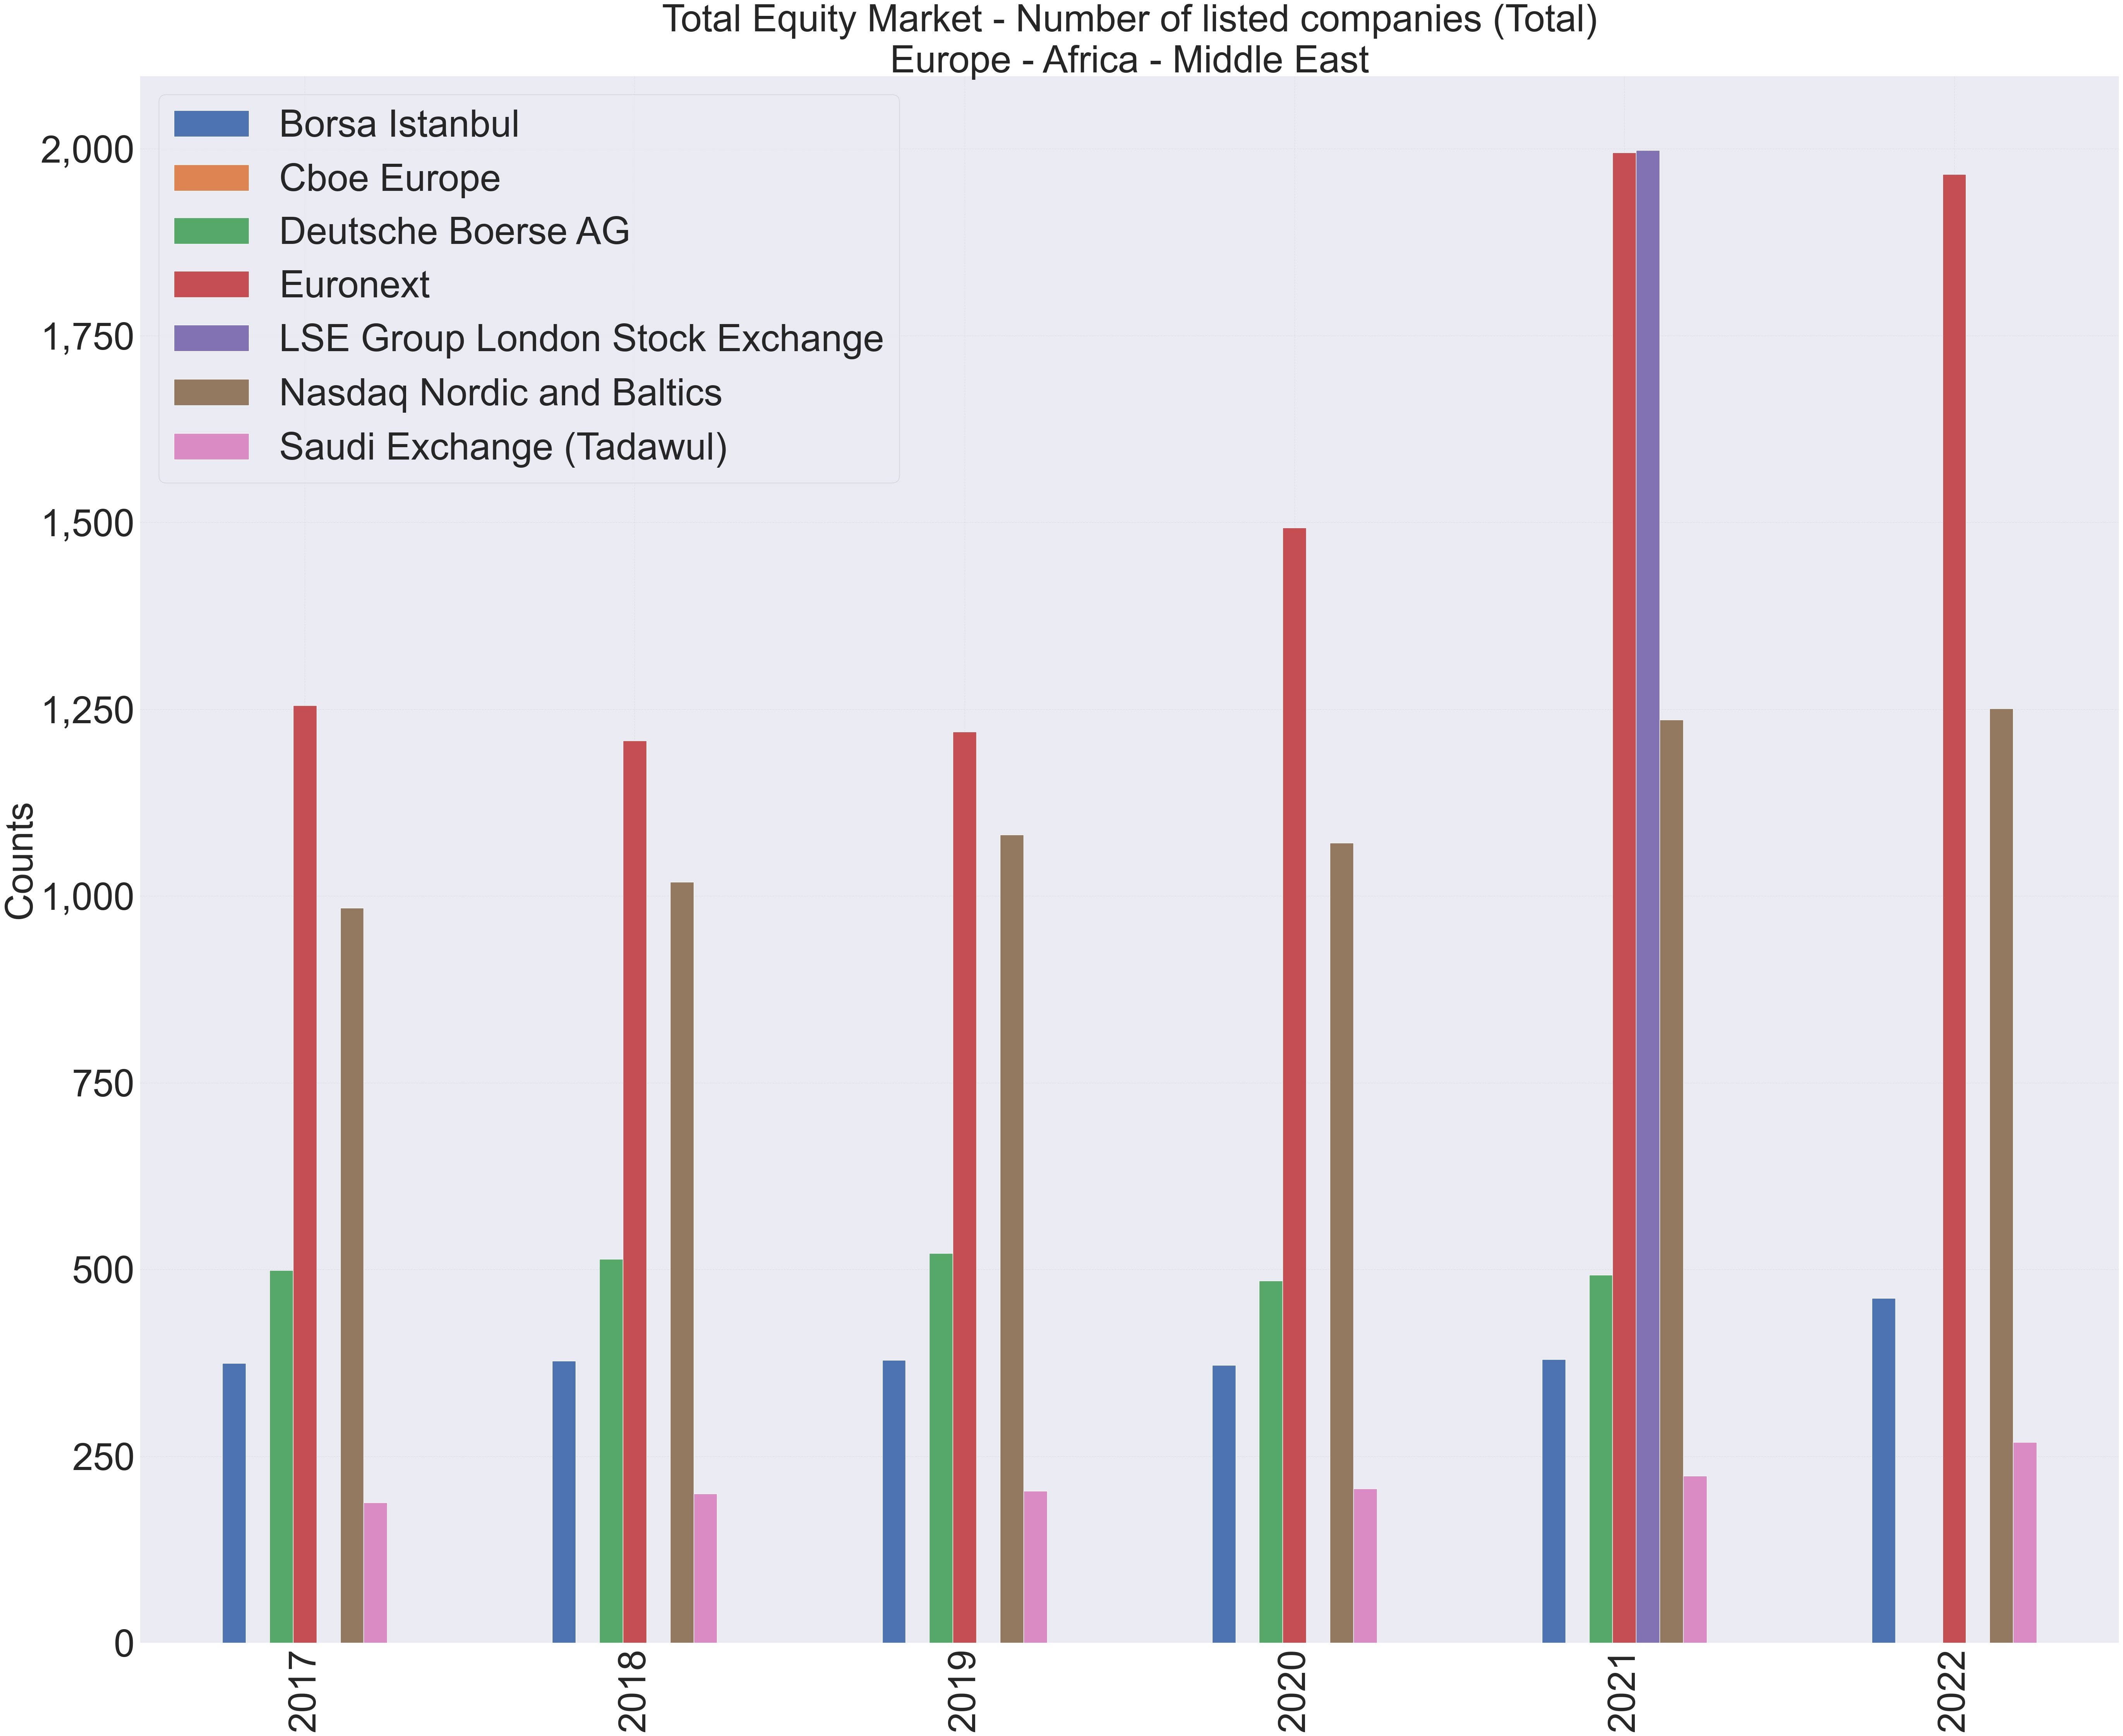 Total Equity Market - Number of listed companies (Total)
Europe - Africa - Middle East
Borsa Istanbul
Cboe Europe
Deutsche Boerse AG
Euronext
LSE Group London Stock Exchange
Nasdaq Nordic and Baltics
Saudi Exchange (Tadawul)
Counts
2,000
1,750
1,500
1,250
1,000
750
500
250
0
2017
2018
2019
2020
2021
2022